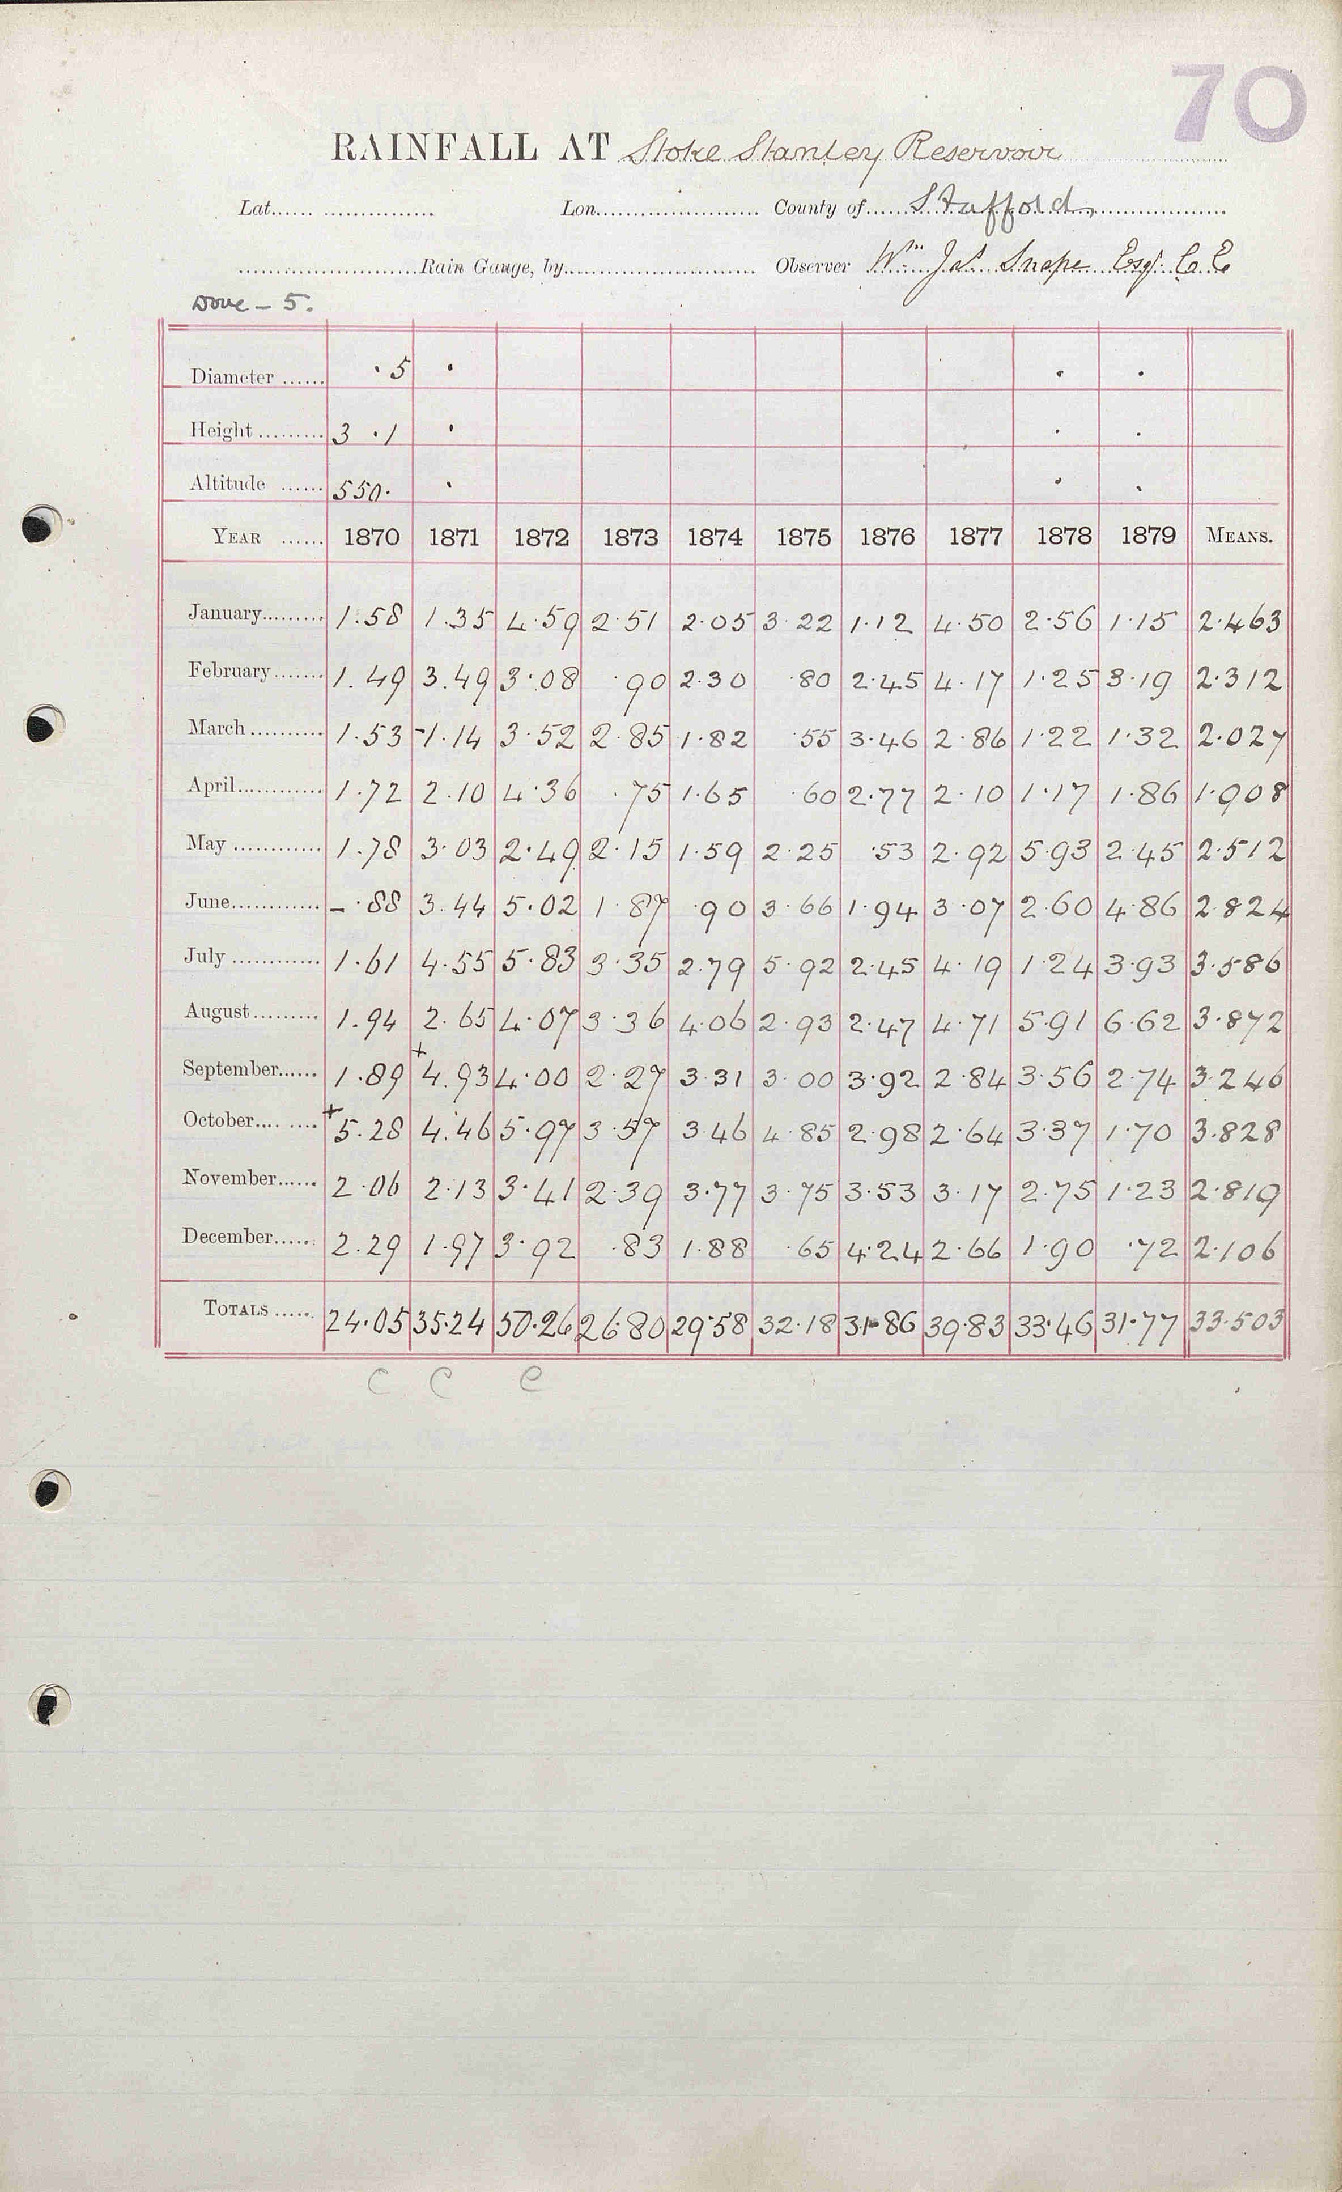 70
RAINFALL AT Stoke Stanley Reservoir
Lat...... ................ Lon........................ County of...... Stafford
..........................Rain Gauge, by............................ Observer Wm Jas. Snape Esqr. C.E
Dove - 5.
Diameter ...... ·5 · · ·
Height ......... 3 ·1 · · ·
Altitude ...... 550· · · ·
YEAR ...... 1870 1871 1872 1873 1874 1875 1876 1877 1878 1879 MEANS.
January......... 1.58 1.35 4.59 2.51 2.05 3.22 1.12 4.50 2.56 1.15 2.463
February....... 1.49 3.49 3.08 .90 2.30 .80 2.45 4.17 1.25 3.19 2.312
March .......... 1.53 -1.14 3.52 2.85 1.82 .55 3.46 2.86 1.22 1.32 2.027
April............ 1.72 2.10 4.36 .75 1.65 .60 2.77 2.10 1.17 1.86 1.908
May ............ 1.78 3.03 2.49 2.15 1.59 2.25 .53 2.92 5.93 2.45 2.512
June............ - .88 3.44 5.02 1.87 .90 3.66 1.94 3.07 2.60 4.86 2.824
July ............ 1.61 4.55 5.83 3.35 2.79 5.92 2.45 4.19 1.24 3.93 3.586
August......... 1.94 2.65 4.07 3.36 4.06 2.93 2.47 4.71 5.91 6.62 3.872
September...... 1.89 +4.93 4.00 2.27 3.31 3.00 3.92 2.84 3.56 2.74 3.246
October.... .... +5.28 4.46 5.97 3.57 3.46 4.85 2.98 2.64 3.37 1.70 3.828
November...... 2.06 2.13 3.41 2.39 3.77 3.75 3.53 3.17 2.75 1.23 2.819
December...... 2.29 1.97 3.92 .83 1.88 .65 4.24 2.66 1.90 .72 2.106
TOTALS ...... 24.05 35.24 50.26 26.80 29.58 32.18 31.86 39.83 33.46 31.77 33.503
C C C